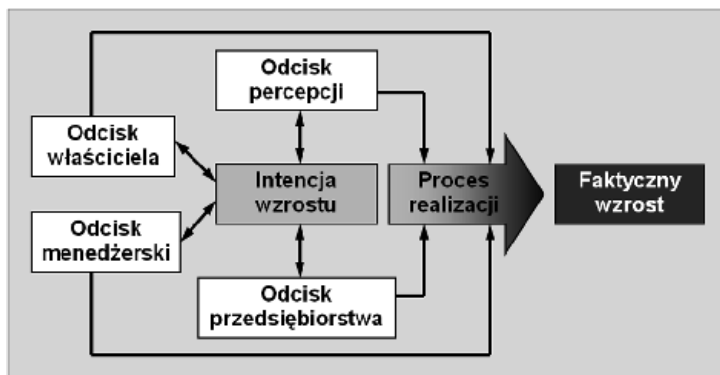 Odcisk
percepcji
Odcisk
właściciela
Intencja
wzrostu
Proces
realizacji
Faktyczny
wzrost
Odcisk
menedżerski
Odcisk
przedsiębiorstwa